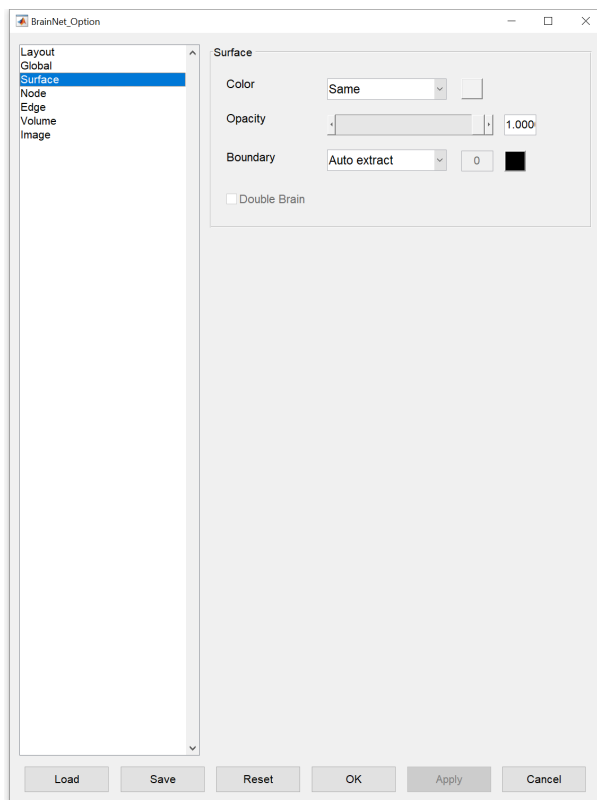 BrainNet_Option
Layout
Global
Surface
Node
Edge
Volume
Image
Surface
Color
Same
Opacity
1.000
Boundary
Auto extract
0
Double Brain
Load
Save
Reset
OK
Apply
Cancel